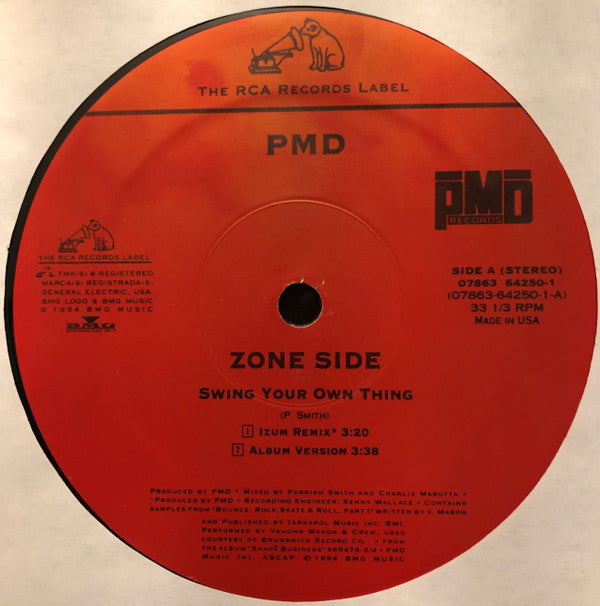 THE RCA RECORDS LABEL
PMD
PMD
RECORDS
THE RCA RECORDS LABEL
TMK(S) ® REGISTERED
MARCA(S) REGISTRADA(S)
GENERAL ELECTRIC, USA
BMG LOGO ® BMG MUSIC
© 1994 BMG MUSIC
BMG
SIDE A (STEREO)
07863 64250-1
(07863-64250-1-A)
33 1/3 RPM
MADE IN USA
ZONE SIDE
SWING YOUR OWN THING
(P. SMITH)
1 IZUM REMIX* 3:20
2 ALBUM VERSION 3:38
PRODUCED BY PMD * MIXED BY PARRISH SMITH AND CHARLIE MAROTTA •
PRODUCED BY PMD • RECORDING ENGINEER: KENNY WALLACE • CONTAINS
SAMPLES FROM "BOUNCE, ROCK, SKATE & ROLL, PART I" WRITTEN BY V. MASON
AND PUBLISHED BY TARNAPOL MUSIC INC. BMI.
PERFORMED BY VAUGHN MASON & CREW, USED
COURTESY OF BRUNSWICK RECORD CO. • FROM
THE ALBUM "SHADE BUSINESS" #66475-2/4 • PMD
MUSIC INC. ASCAP ℗ 1994 BMG MUSIC